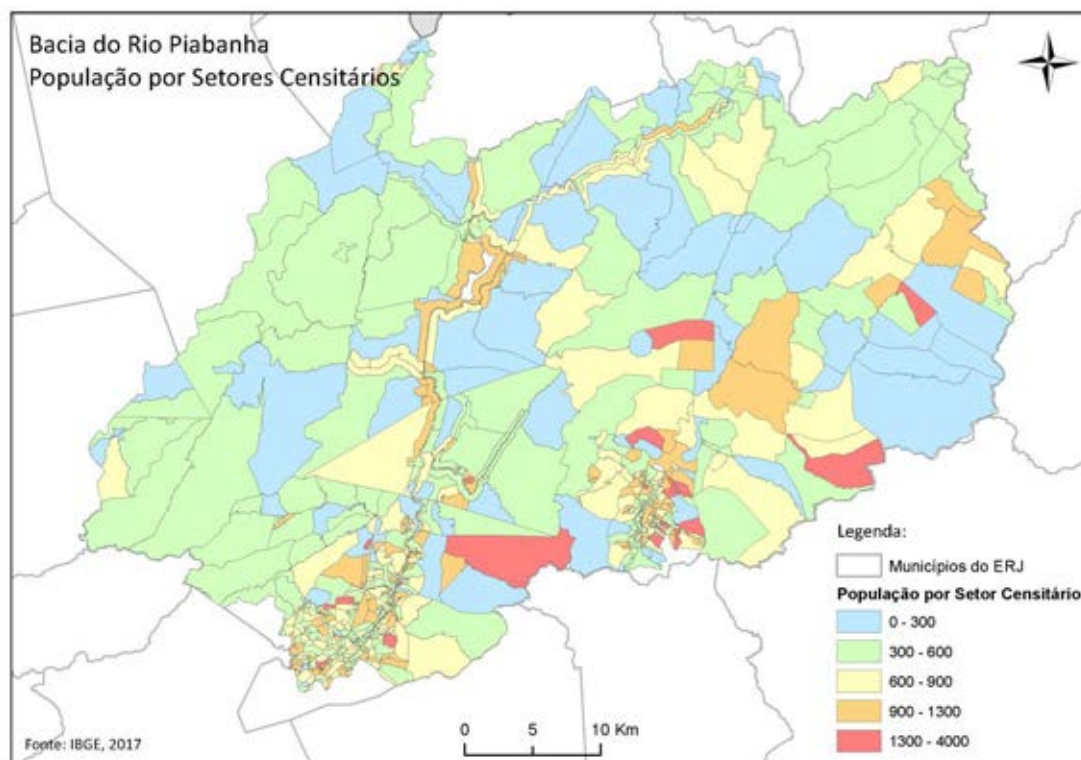 Bacia do Rio Piabanha
População por Setores Censitários
Legenda:
Municípios do ERJ
População por Setor Censitário
0 - 300
300 - 600
600 - 900
900 - 1300
1300 - 4000
0 5 10 Km
Fonte: IBGE, 2017